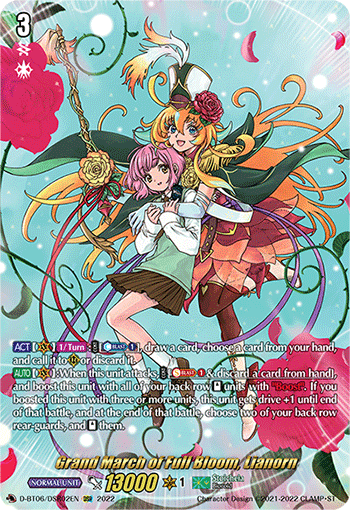 3
ACT 1/Turn : BLAST 1 , draw a card, choose a card from your hand,
and call it to or discard it.
AUTO : When this unit attacks, BLAST 1 & discard a card from hand ,
and boost this unit with all of your back row units with "Boost". If you
boosted this unit with three or more units, this unit gets drive +1 until end
of that battle, and at the end of that battle, choose two of your back row
rear-guards, and them.
Grand March of Full Bloom, Lianorn
NORMAL UNIT 13000 1 Stoicheia
D-BT06/DSR02EN 2022 Character Design ©2021-2022 CLAMP・ST